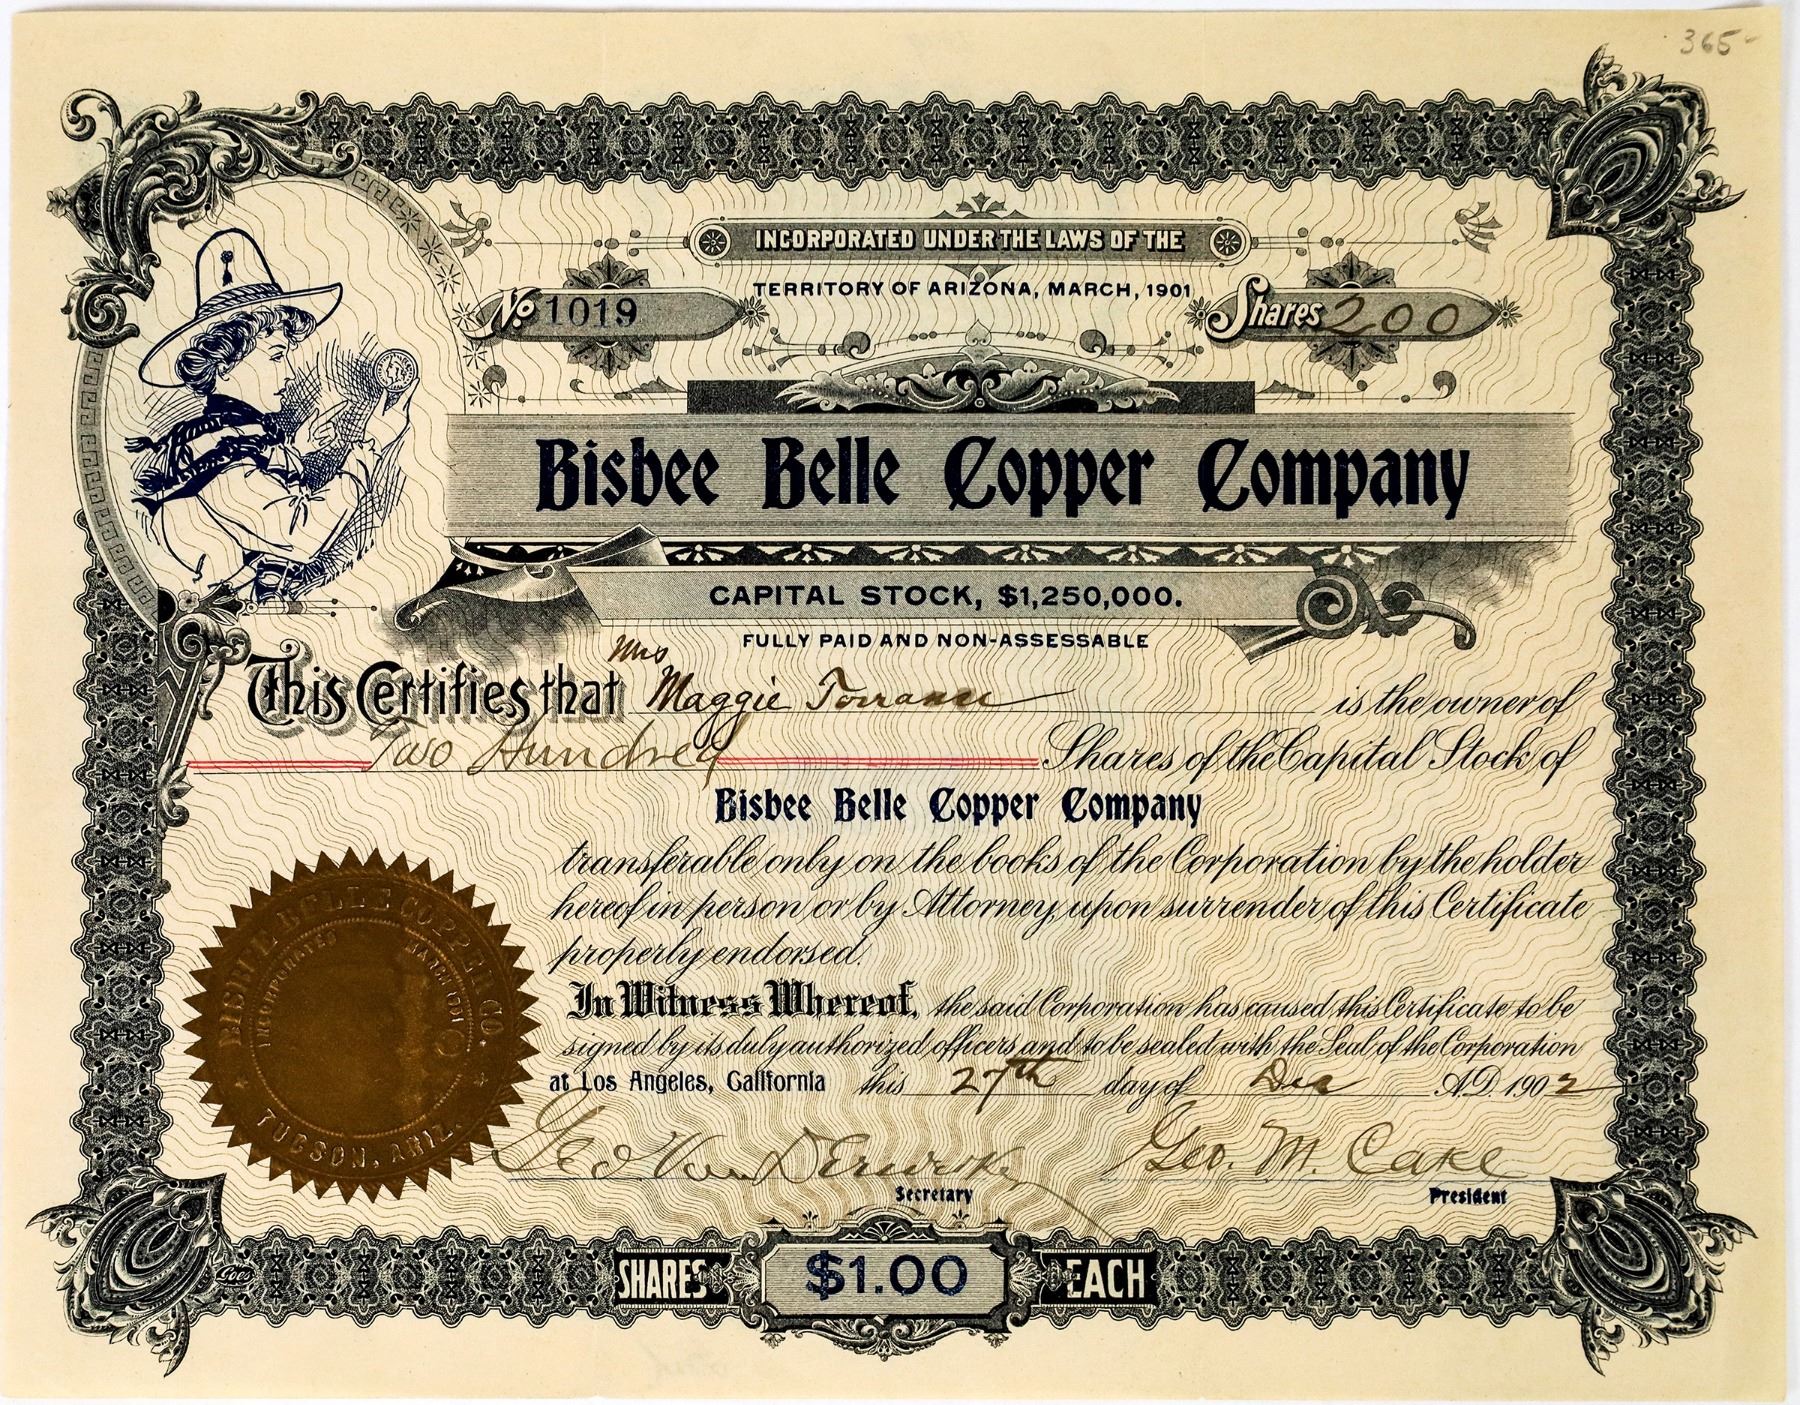 365-
INCORPORATED UNDER THE LAWS OF THE
TERRITORY OF ARIZONA, MARCH, 1901
No. 1019
Shares 200
Bisbee Belle Copper Company
CAPITAL STOCK, $1,250,000.
FULLY PAID AND NON-ASSESSABLE
This Certifies that Mrs Maggie Torrance is the owner of
Two Hundred Shares of the Capital Stock of
Bisbee Belle Copper Company
transferable only on the books of the Corporation by the holder
hereof in person or by Attorney, upon surrender of this Certificate
properly endorsed.
In Witness Whereof, the said Corporation has caused this Certificate to be
signed by its duly authorized officers and to be sealed with the Seal of the Corporation
at Los Angeles, California this 27th day of Dec A.D. 1902
BISBEE BELLE COPPER CO.
INCORPORATED MARCH 1901
TUCSON, ARIZ.
Geo Van
Secretary
Geo. M. Cake
President
Goes
SHARES $1.00 EACH